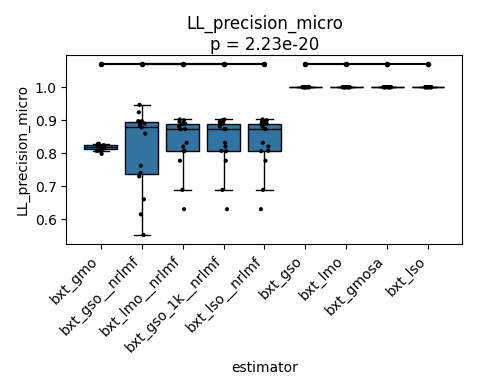 LL_precision_micro
p = 2.23e-20
LL_precision_micro
1.0
0.9
0.8
0.7
0.6
bxt_gmo
bxt_gso__nrlmf
bxt_lmo__nrlmf
bxt_gso_1k__nrlmf
bxt_lso__nrlmf
bxt_gso
bxt_lmo
bxt_gmosa
bxt_lso
estimator